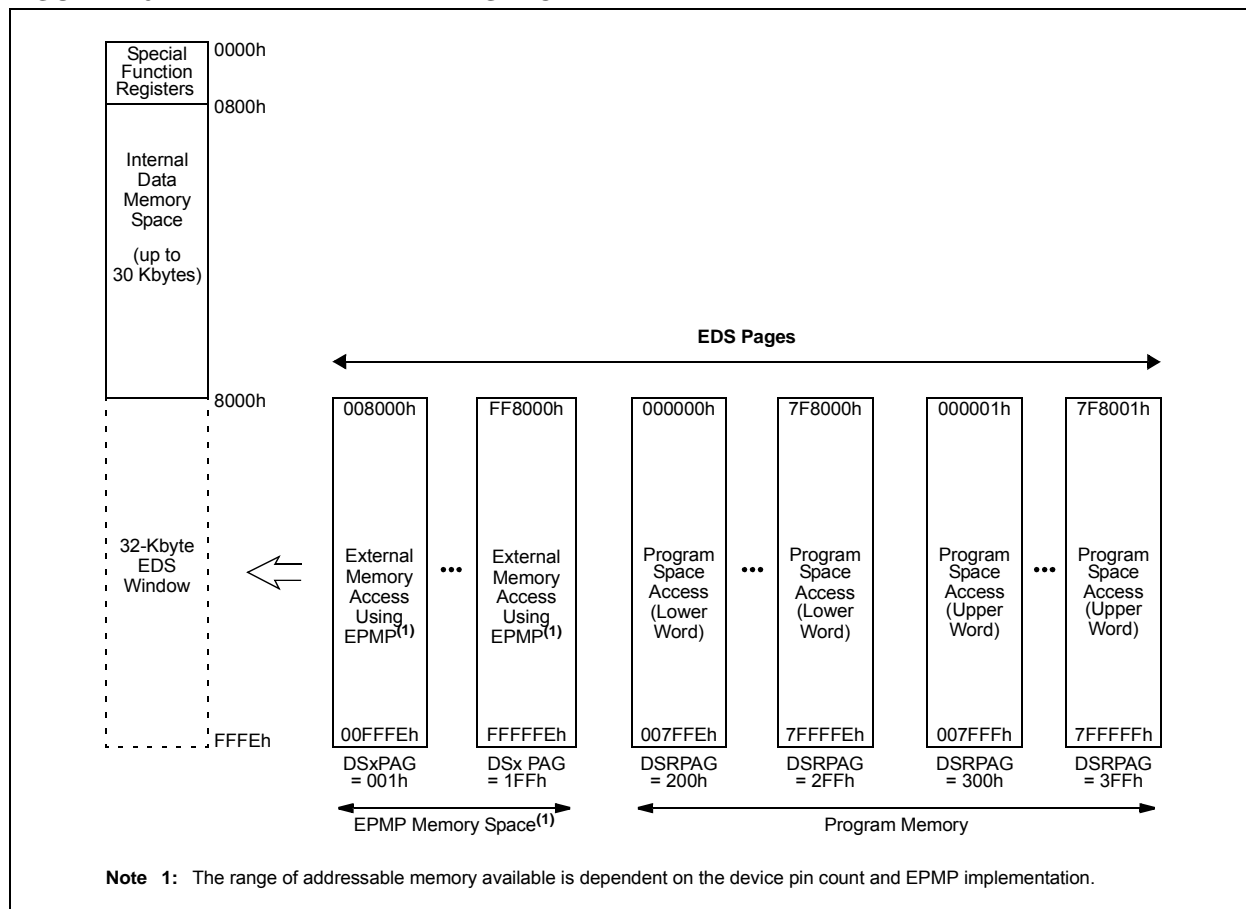 Special
Function
Registers
0000h
0800h
Internal
Data
Memory
Space
(up to
30 Kbytes)
8000h
32-Kbyte
EDS
Window
FFFEh
EDS Pages
008000h
External
Memory
Access
Using
EPMP(1)
00FFFEh
DSxPAG
= 001h
...
FF8000h
External
Memory
Access
Using
EPMP(1)
FFFFFEh
DSx PAG
= 1FFh
EPMP Memory Space(1)
000000h
Program
Space
Access
(Lower
Word)
007FFEh
DSRPAG
= 200h
...
7F8000h
Program
Space
Access
(Lower
Word)
7FFFFEh
DSRPAG
= 2FFh
000001h
Program
Space
Access
(Upper
Word)
007FFFh
DSRPAG
= 300h
...
7F8001h
Program
Space
Access
(Upper
Word)
7FFFFFh
DSRPAG
= 3FFh
Program Memory
Note 1: The range of addressable memory available is dependent on the device pin count and EPMP implementation.